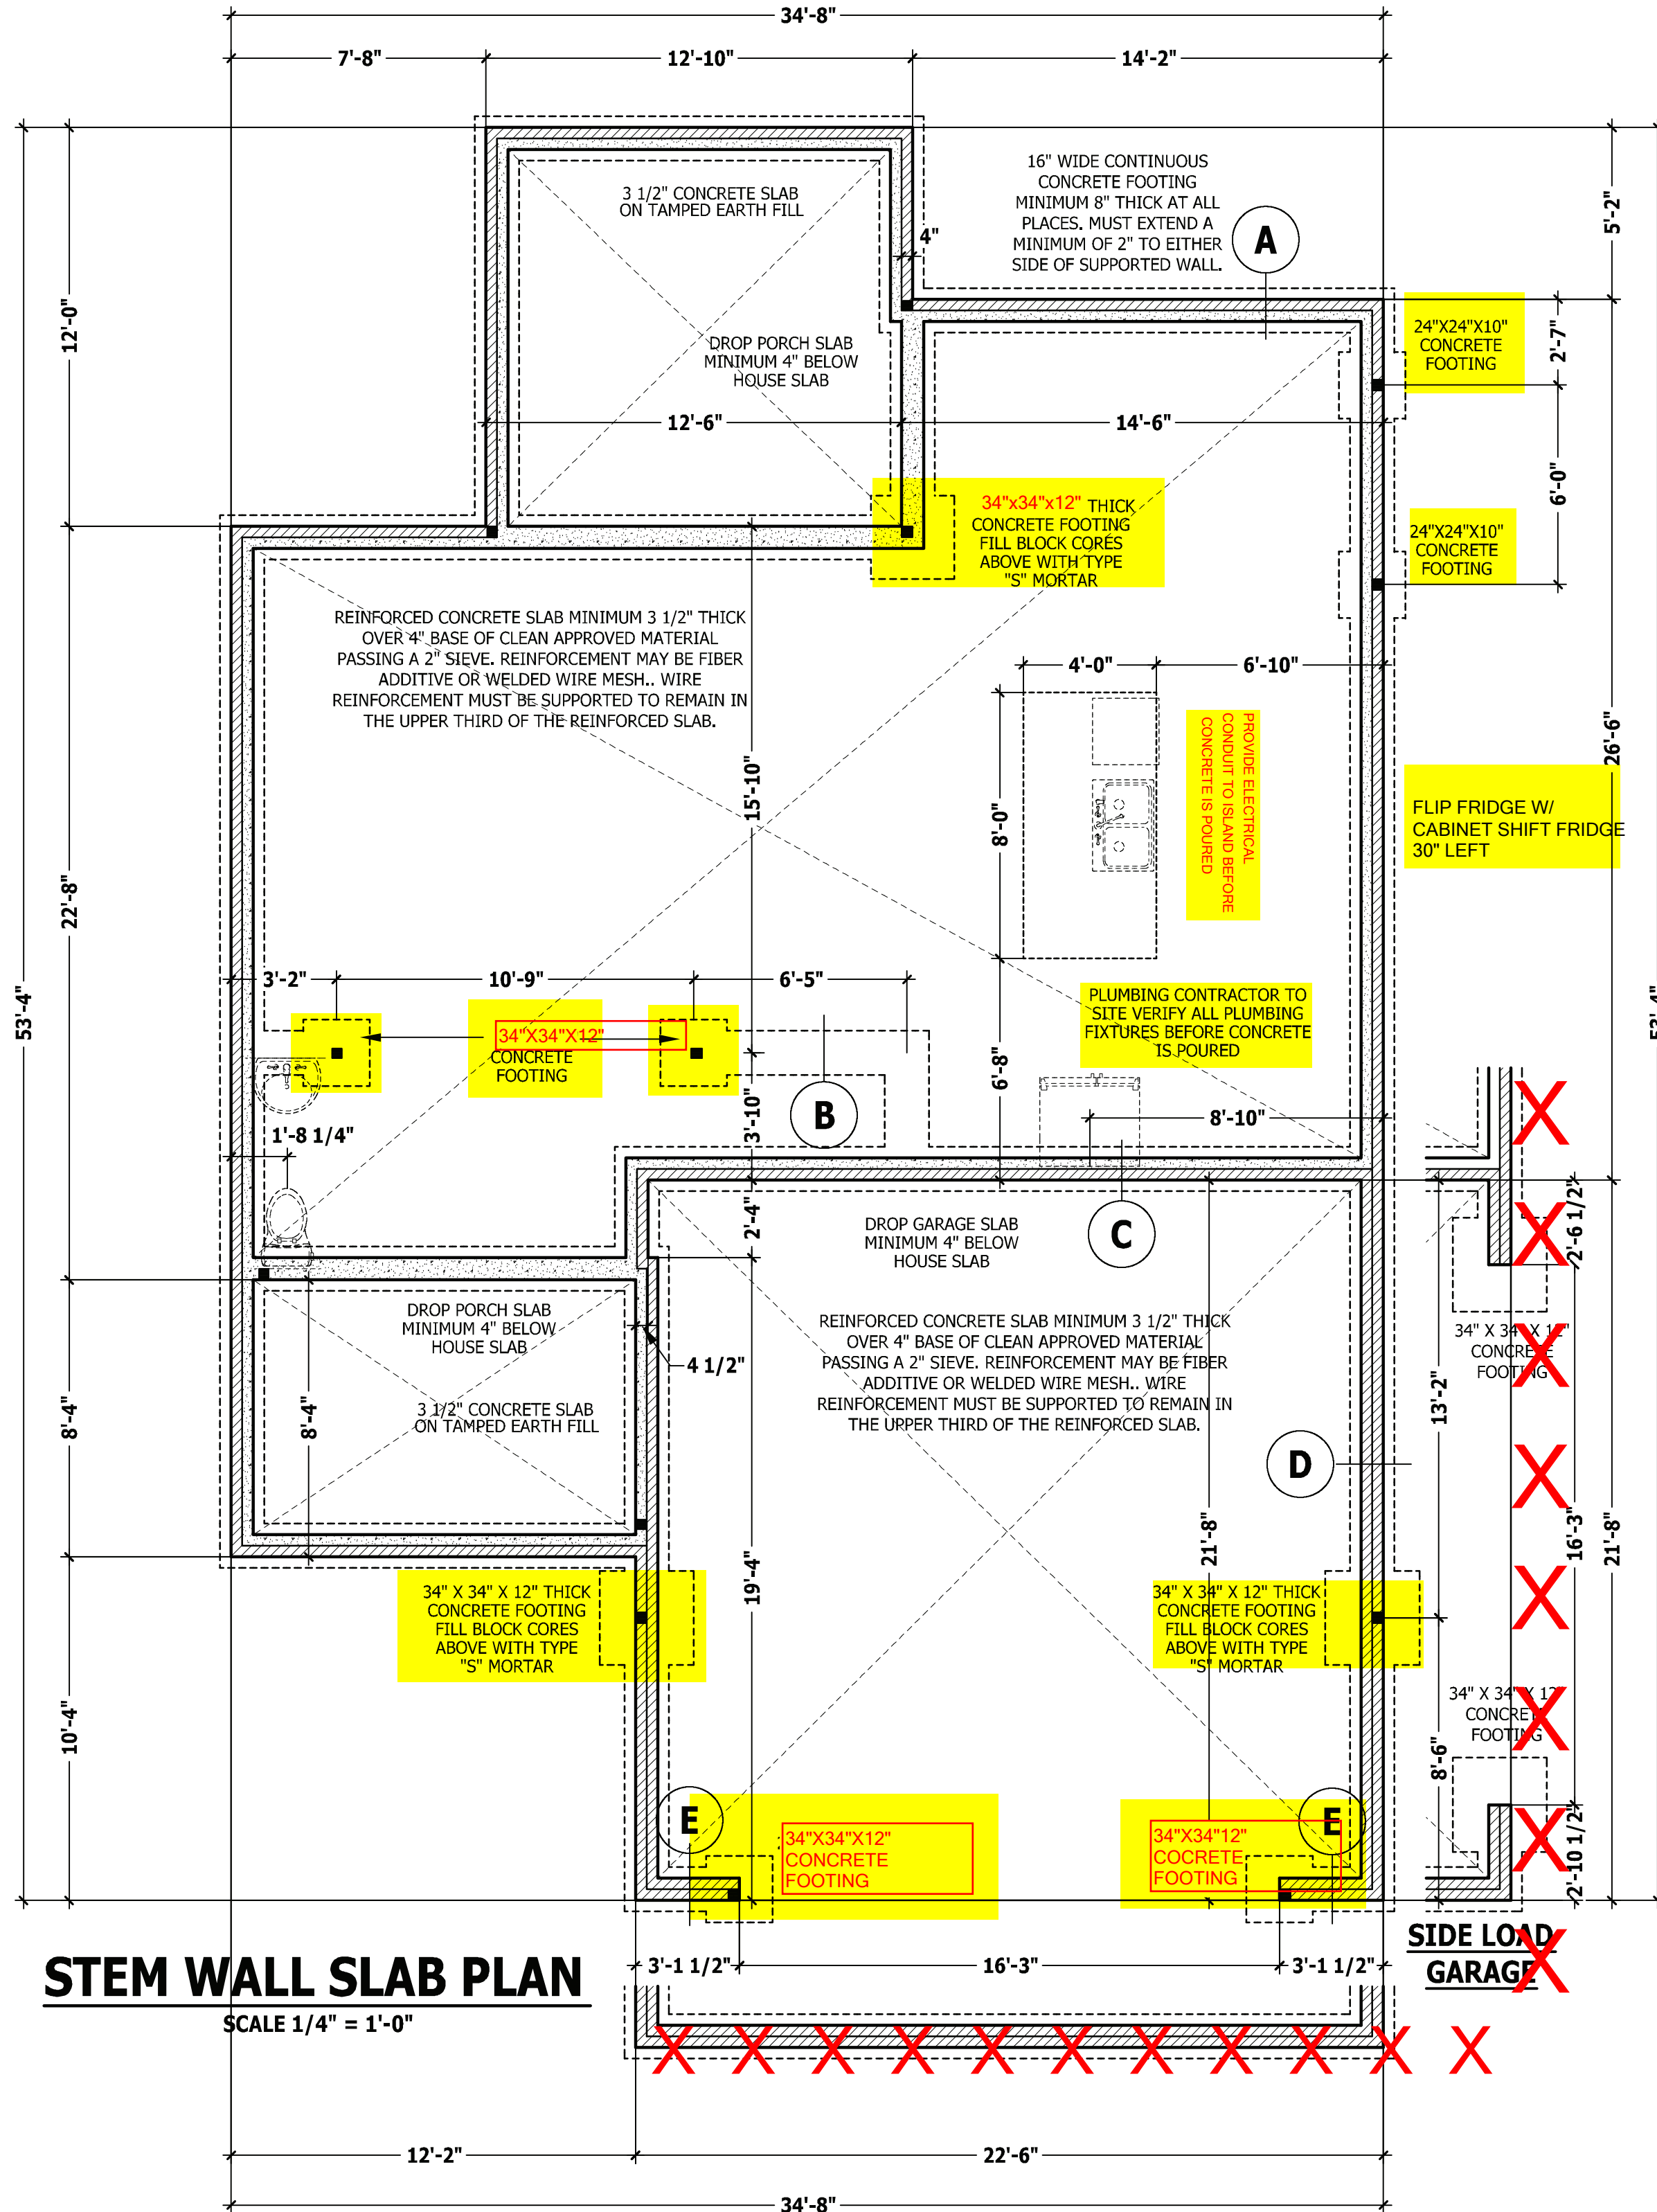 34'-8"
7'-8"
12'-10"
14'-2"
16" WIDE CONTINUOUS
CONCRETE FOOTING
MINIMUM 8" THICK AT ALL
PLACES. MUST EXTEND A
MINIMUM OF 2" TO EITHER
SIDE OF SUPPORTED WALL.
A
3 1/2" CONCRETE SLAB
ON TAMPED EARTH FILL
4"
5'-2"
12'-0"
DROP PORCH SLAB
MINIMUM 4" BELOW
HOUSE SLAB
24"X24"X10"
CONCRETE
FOOTING
2'-7"
12'-6"
14'-6"
6'-0"
34"x34"x12" THICK
CONCRETE FOOTING
FILL BLOCK CORES
ABOVE WITH TYPE
"S" MORTAR
24"X24"X10"
CONCRETE
FOOTING
REINFORCED CONCRETE SLAB MINIMUM 3 1/2" THICK
OVER 4" BASE OF CLEAN APPROVED MATERIAL
PASSING A 2" SIEVE. REINFORCEMENT MAY BE FIBER
ADDITIVE OR WELDED WIRE MESH.. WIRE
REINFORCEMENT MUST BE SUPPORTED TO REMAIN IN
THE UPPER THIRD OF THE REINFORCED SLAB.
4'-0"
6'-10"
26'-6"
15'-10"
8'-0"
PROVIDE ELECTRICAL
CONDUIT TO ISLAND BEFORE
CONCRETE IS POURED
FLIP FRIDGE W/
CABINET SHIFT FRIDGE
30" LEFT
22'-8"
53'-4"
53'-4"
3'-2"
10'-9"
6'-5"
34"X34"X12"
CONCRETE
FOOTING
PLUMBING CONTRACTOR TO
SITE VERIFY ALL PLUMBING
FIXTURES BEFORE CONCRETE
IS POURED
6'-8"
3'-10"
B
8'-10"
1'-8 1/4"
X
2'-4"
DROP GARAGE SLAB
MINIMUM 4" BELOW
HOUSE SLAB
C
X
2'-6 1/2"
DROP PORCH SLAB
MINIMUM 4" BELOW
HOUSE SLAB
REINFORCED CONCRETE SLAB MINIMUM 3 1/2" THICK
OVER 4" BASE OF CLEAN APPROVED MATERIAL
PASSING A 2" SIEVE. REINFORCEMENT MAY BE FIBER
ADDITIVE OR WELDED WIRE MESH.. WIRE
REINFORCEMENT MUST BE SUPPORTED TO REMAIN IN
THE UPPER THIRD OF THE REINFORCED SLAB.
34" X 34" X 12"
CONCRETE
FOOTING
X
4 1/2"
3 1/2" CONCRETE SLAB
ON TAMPED EARTH FILL
8'-4"
8'-4"
13'-2"
D
X
21'-8"
16'-3"
21'-8"
19'-4"
34" X 34" X 12" THICK
CONCRETE FOOTING
FILL BLOCK CORES
ABOVE WITH TYPE
"S" MORTAR
34" X 34" X 12" THICK
CONCRETE FOOTING
FILL BLOCK CORES
ABOVE WITH TYPE
"S" MORTAR
X
10'-4"
34" X 34" X 12"
CONCRETE
FOOTING
X
8'-6"
E
34"X34"X12"
CONCRETE
FOOTING
34"X34"12"
COCRETE
FOOTING
E
X
2'-10 1/2"
SIDE LOAD
GARAGE
X
3'-1 1/2"
16'-3"
3'-1 1/2"
STEM WALL SLAB PLAN
SCALE 1/4" = 1'-0"
X X X X X X X X X X X
12'-2"
22'-6"
34'-8"